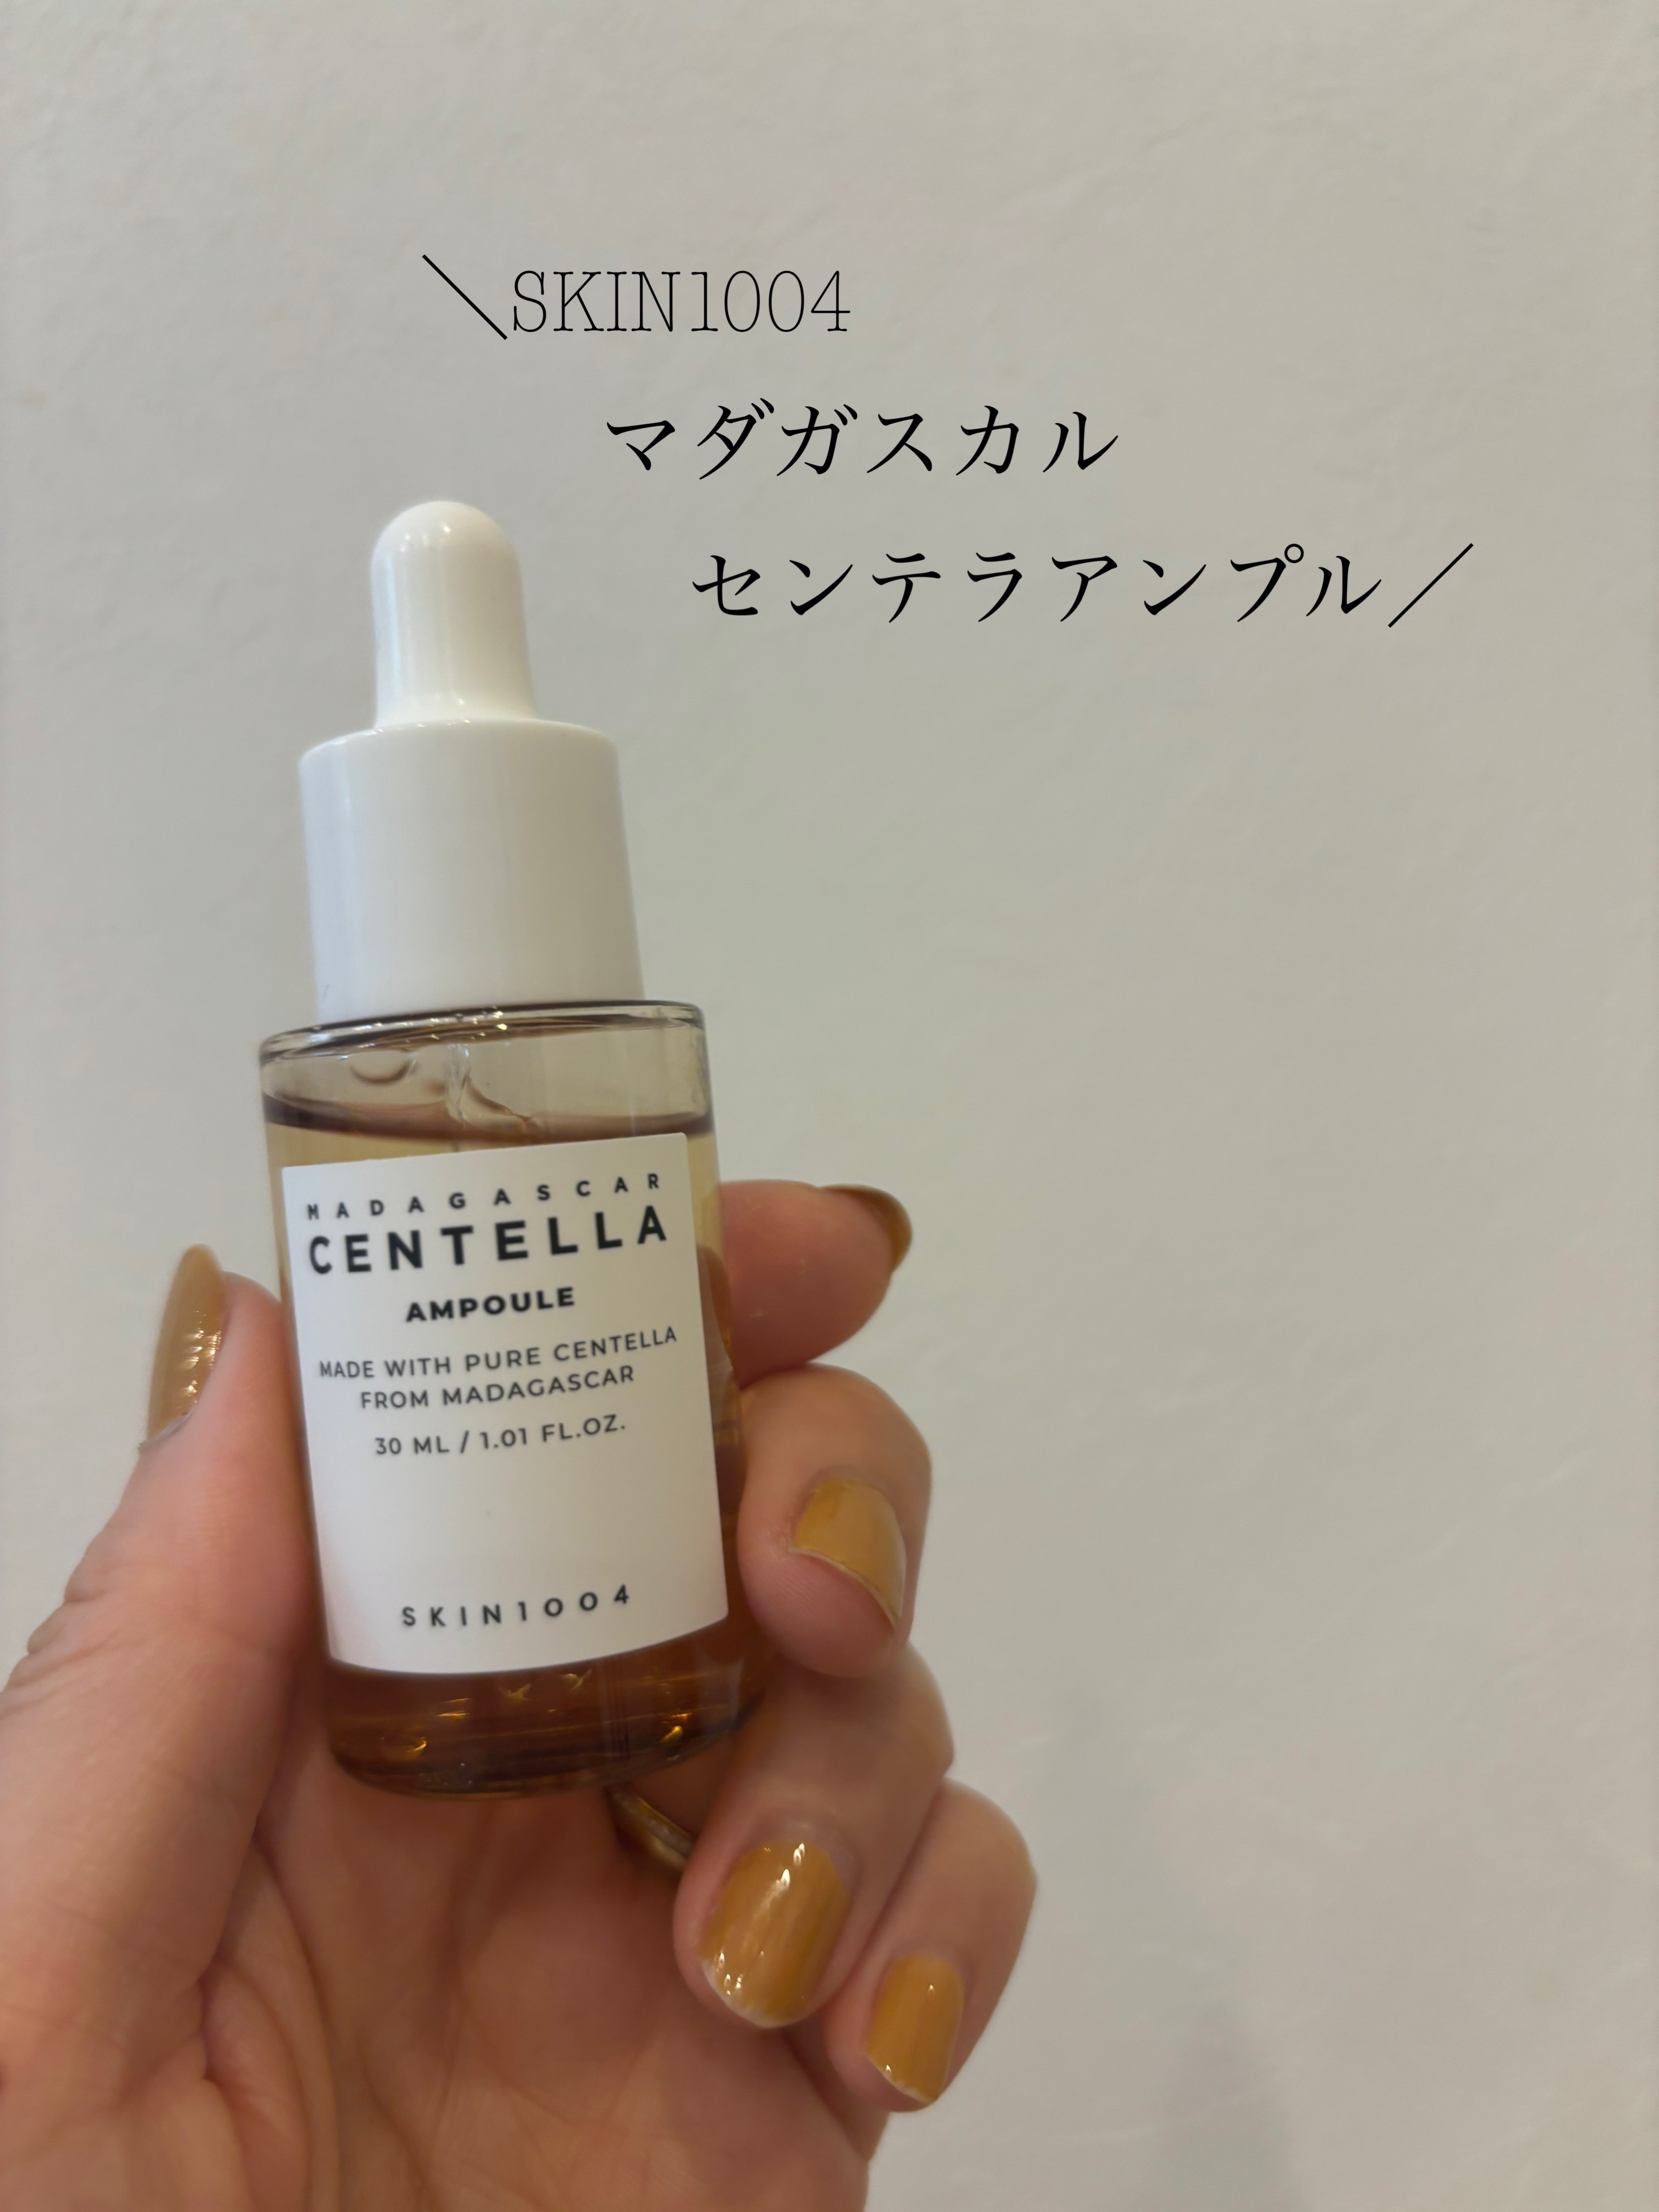 ＼SKIN1004
マダガスカル
センテラアンプル／
MADAGASCAR
CENTELLA
AMPOULE
MADE WITH PURE CENTELLA
FROM MADAGASCAR
30 ML / 1.01 FL.OZ.
SKIN1004